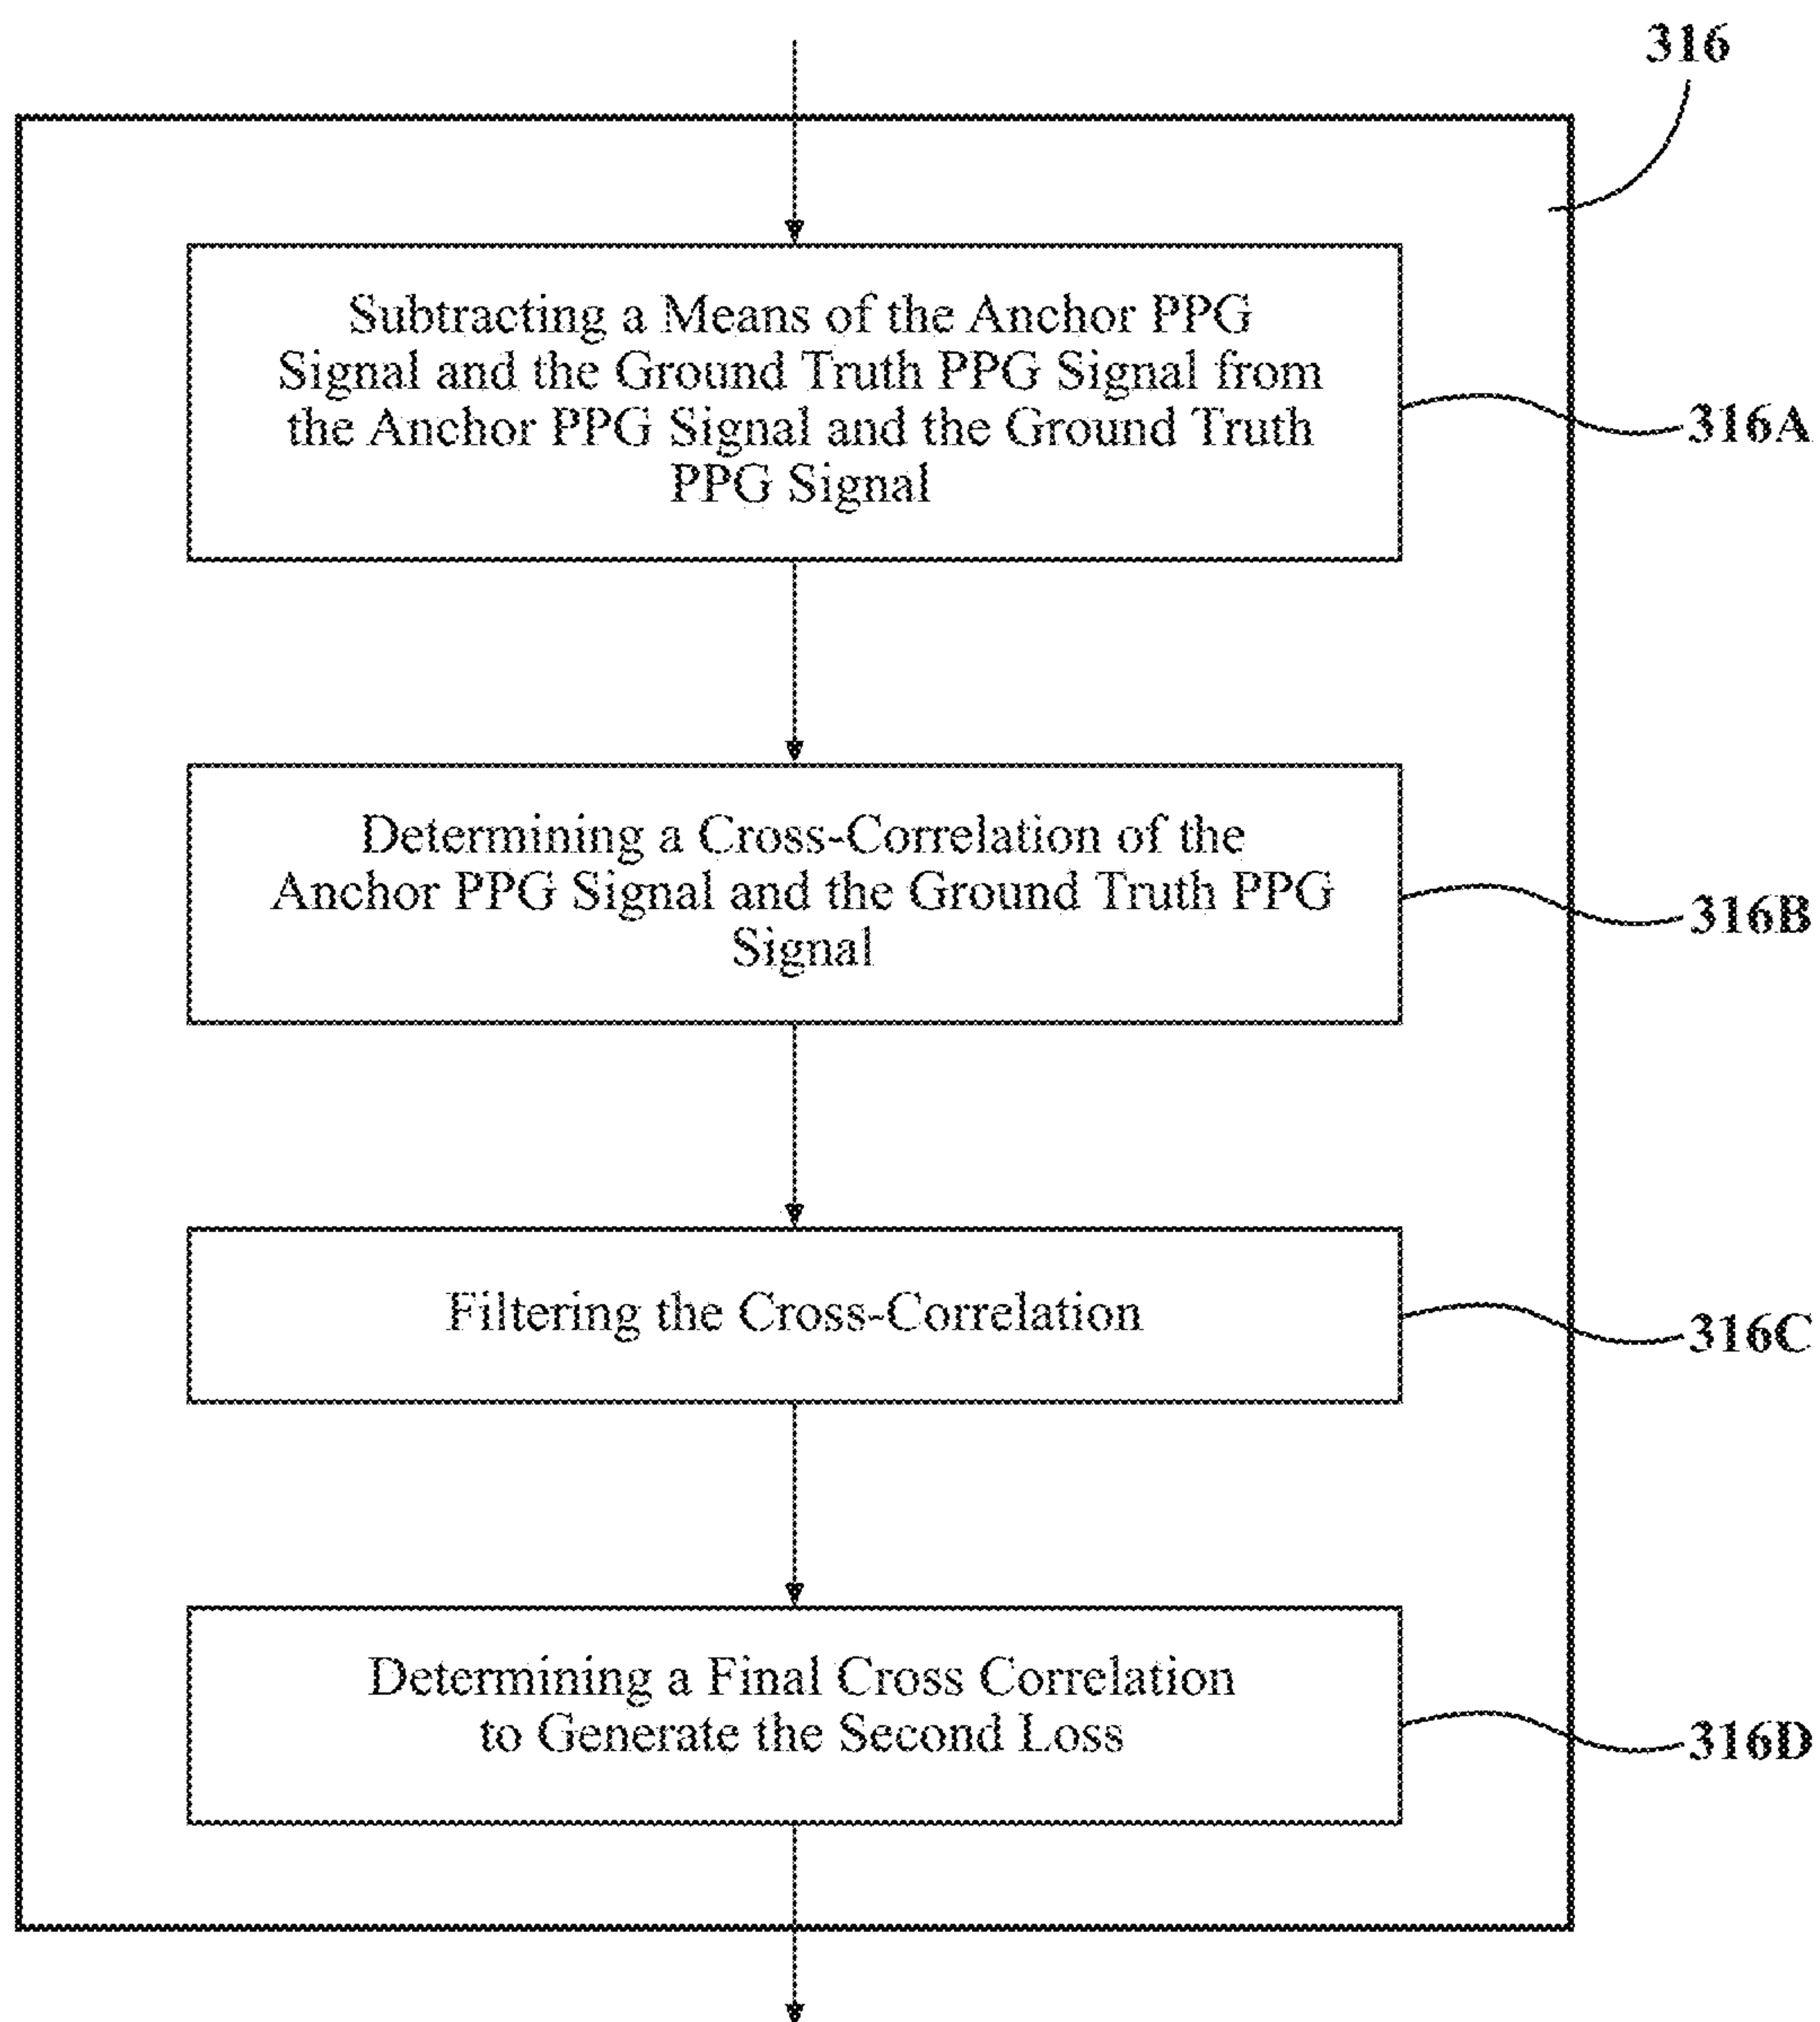 316
Subtracting a Means of the Anchor PPG
Signal and the Ground Truth PPG Signal from
the Anchor PPG Signal and the Ground Truth
PPG Signal
316A
Determining a Cross-Correlation of the
Anchor PPG Signal and the Ground Truth PPG
Signal
316B
Filtering the Cross-Correlation
316C
Determining a Final Cross Correlation
to Generate the Second Loss
316D